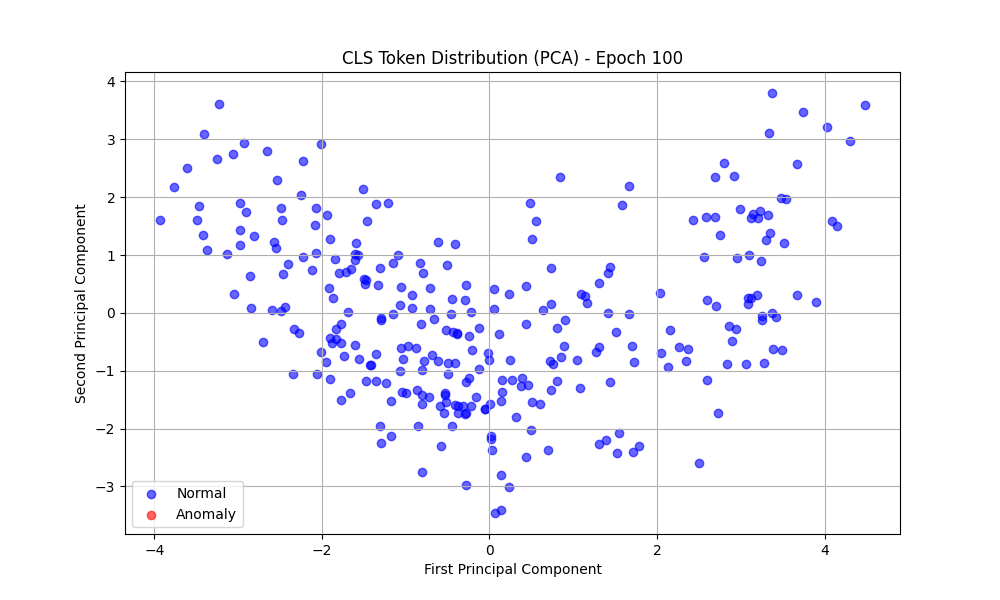 CLS Token Distribution (PCA) - Epoch 100
Second Principal Component
4
3
2
1
0
−1
−2
−3
Normal
Anomaly
−4
−2
0
2
4
First Principal Component